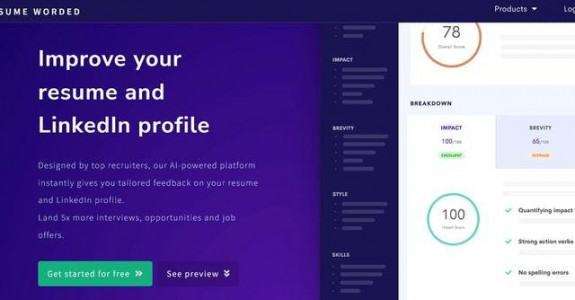 SUME WORDED
Products
Log
Improve your
resume and
LinkedIn profile
Designed by top recruiters, our AI-powered platform
instantly gives you tailored feedback on your resume
and LinkedIn profile.
Land 5x more interviews, opportunities and job
offers.
Get started for free
See preview
IMPACT
BREVITY
STYLE
SKILLS
78
Overall Score
BREAKDOWN
IMPACT
BREVITY
100/100
65/100
EXCELLENT
AVERAGE
100
Impact Score
Quantifying impact
Strong action verbs
No spelling errors